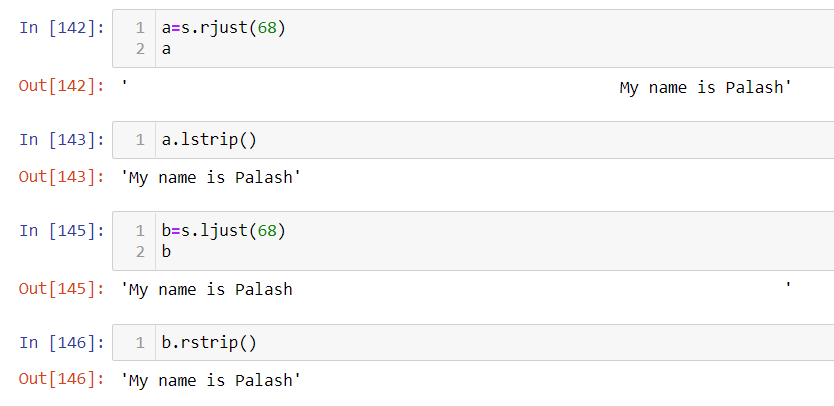 In [142]: 1 a=s.rjust(68)
2 a
Out[142]: '                                                   My name is Palash'
In [143]: 1 a.lstrip()
Out[143]: 'My name is Palash'
In [145]: 1 b=s.ljust(68)
2 b
Out[145]: 'My name is Palash                                                   '
In [146]: 1 b.rstrip()
Out[146]: 'My name is Palash'